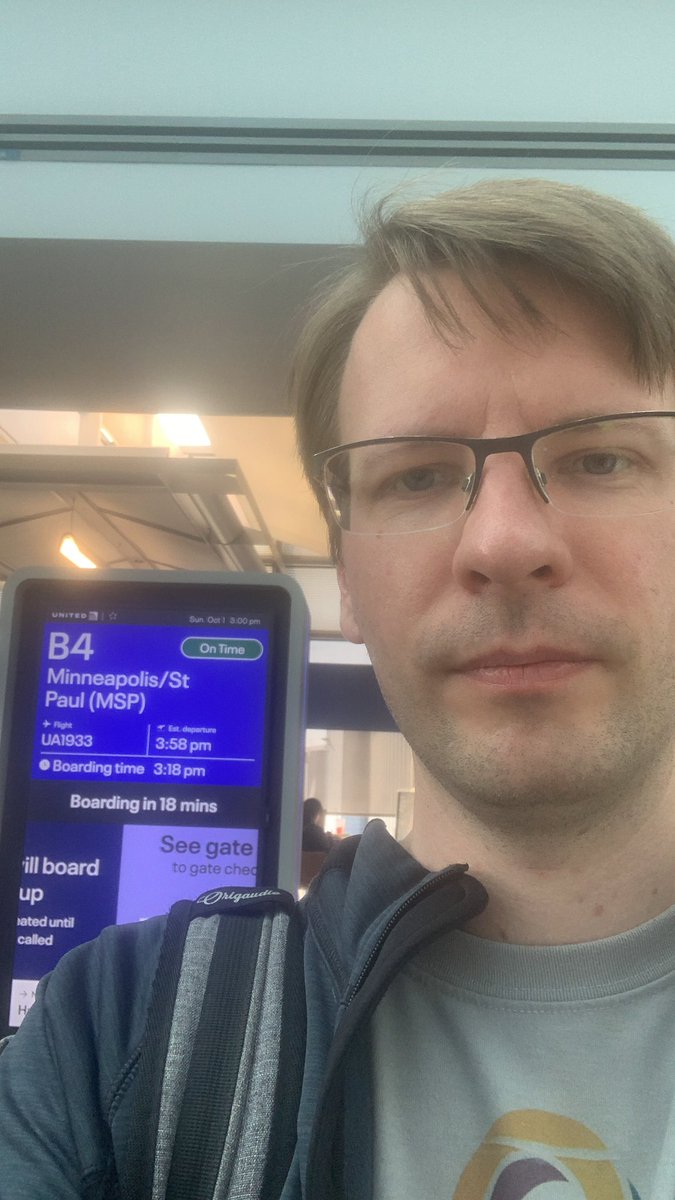 UNITED
Sun. Oct 1 3:00 pm
B4
On Time
Minneapolis/St
Paul (MSP)
Flight
Est. departure
UA1933
3:58 pm
Boarding time 3:18 pm
Boarding in 18 mins
ill board
up
eated until
called
See gate
to gate chec
Origaudio